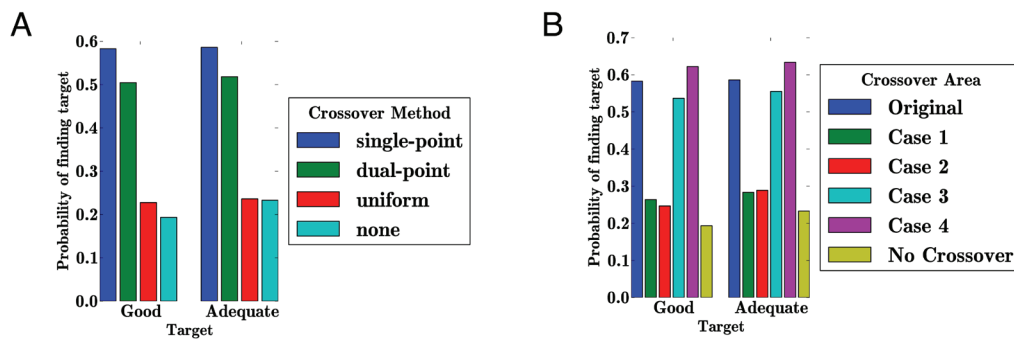 A
Probability of finding target
0.6
0.5
0.4
0.3
0.2
0.1
0.0
Good
Adequate
Target
Crossover Method
single-point
dual-point
uniform
none
B
Probability of finding target
0.7
0.6
0.5
0.4
0.3
0.2
0.1
0.0
Good
Adequate
Target
Crossover Area
Original
Case 1
Case 2
Case 3
Case 4
No Crossover